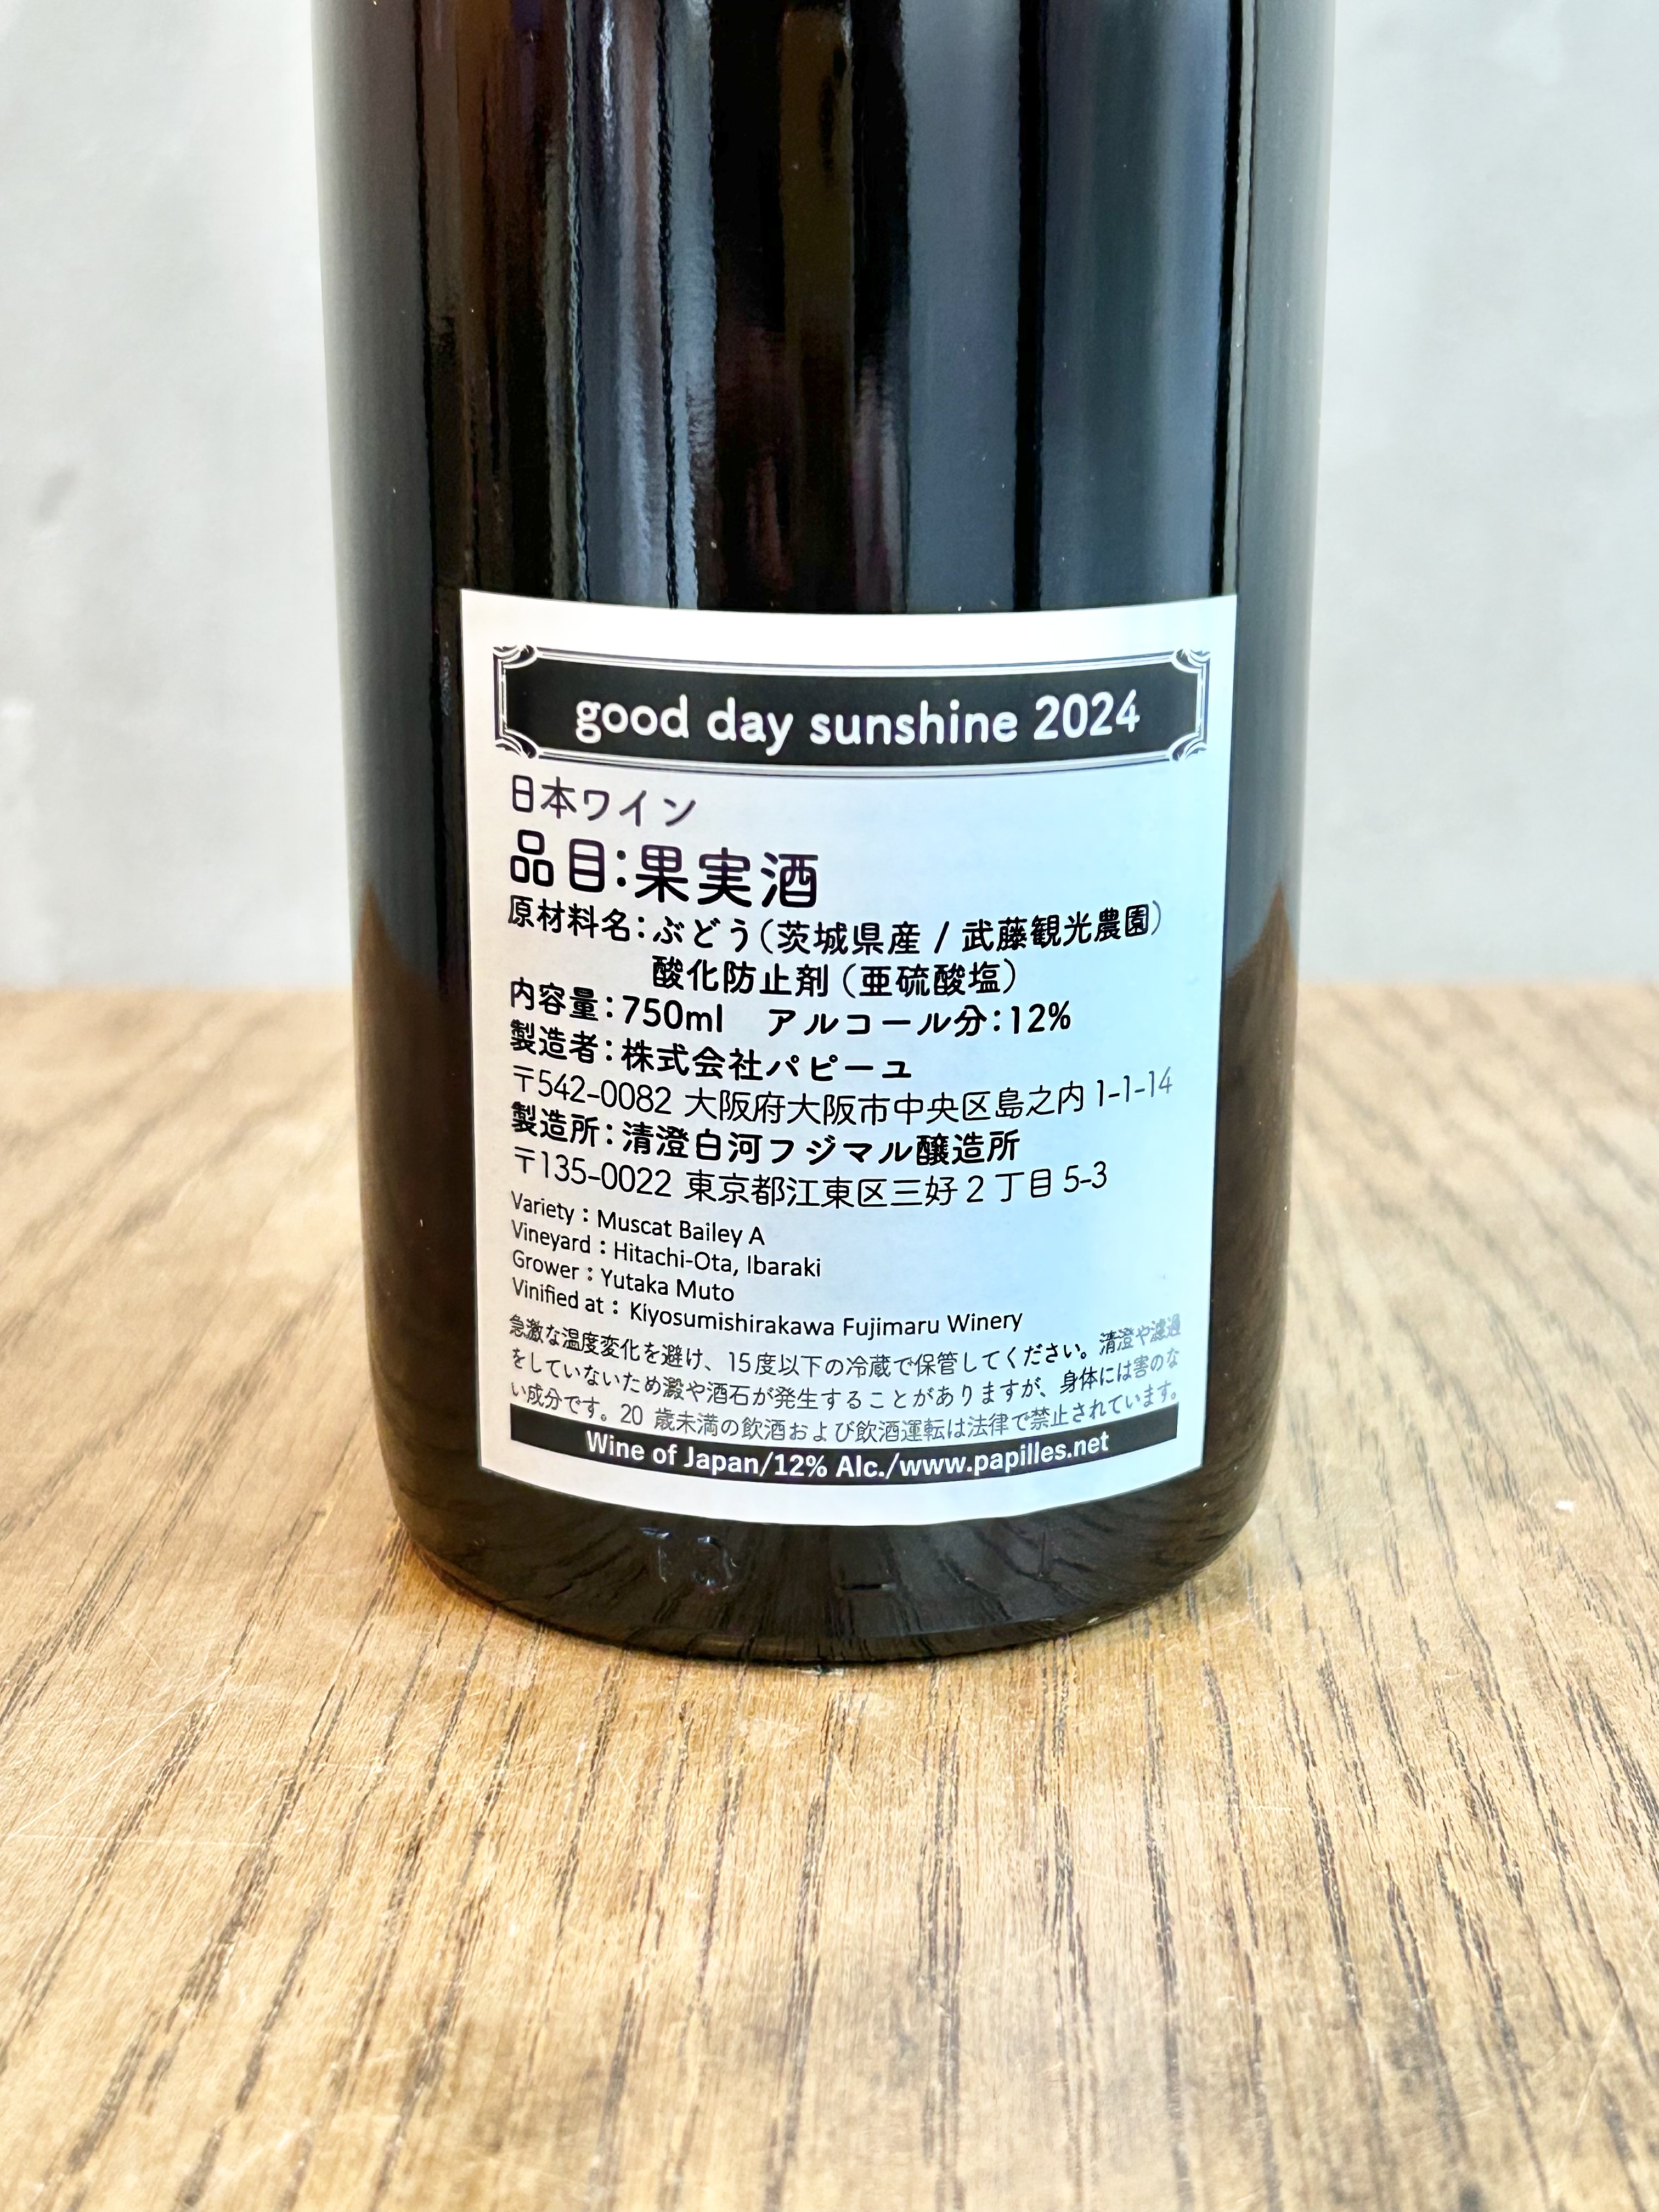 good day sunshine 2024
日本ワイン
品目：果実酒
原材料名：ぶどう（茨城県産 / 武藤観光農園）
酸化防止剤（亜硫酸塩）
内容量：750ml　アルコール分：12%
製造者：株式会社パピーユ
〒542-0082 大阪府大阪市中央区島之内 1-1-14
製造所：清澄白河フジマル醸造所
〒135-0022 東京都江東区三好 2 丁目 5-3
Variety：Muscat Bailey A
Vineyard：Hitachi-Ota, Ibaraki
Grower：Yutaka Muto
Vinified at： Kiyosumishirakawa Fujimaru Winery
急激な温度変化を避け、15度以下の冷蔵で保管してください。清澄や濾過
をしていないため澱や酒石が発生することがありますが、身体には害のな
い成分です。20 歳未満の飲酒および飲酒運転は法律で禁止されています。
Wine of Japan/12% Alc./www.papilles.net